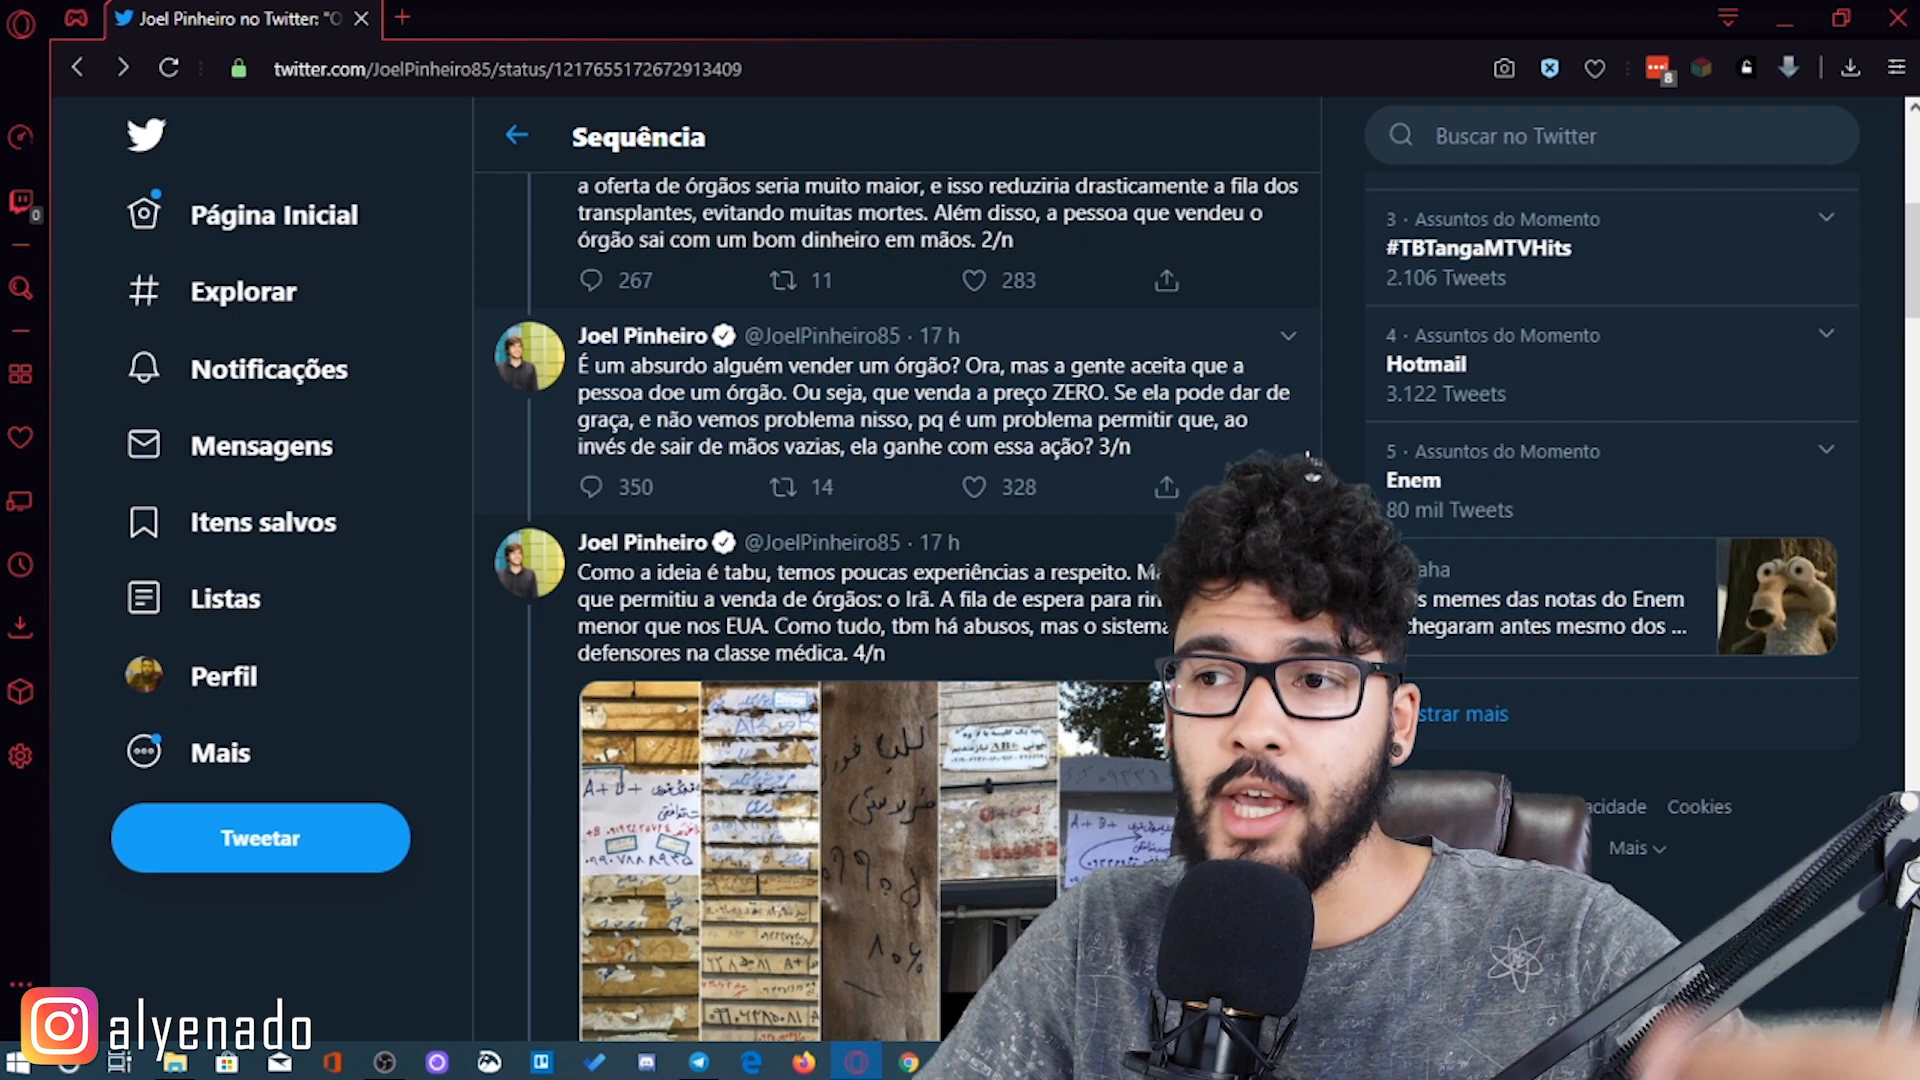 Joel Pinheiro no Twitter: "O
twitter.com/JoelPinheiro85/status/1217655172672913409
8
0
Página Inicial
Explorar
Notificações
Mensagens
Itens salvos
Listas
Perfil
Mais
Tweetar
Sequência
a oferta de órgãos seria muito maior, e isso reduziria drasticamente a fila dos
transplantes, evitando muitas mortes. Além disso, a pessoa que vendeu o
órgão sai com um bom dinheiro em mãos. 2/n
267 11 283
Joel Pinheiro @JoelPinheiro85 · 17 h
É um absurdo alguém vender um órgão? Ora, mas a gente aceita que a
pessoa doe um órgão. Ou seja, que venda a preço ZERO. Se ela pode dar de
graça, e não vemos problema nisso, pq é um problema permitir que, ao
invés de sair de mãos vazias, ela ganhe com essa ação? 3/n
350 14 328
Joel Pinheiro @JoelPinheiro85 · 17 h
Como a ideia é tabu, temos poucas experiências a respeito.
que permitiu a venda de órgãos: o Irã. A fila de espera para
menor que nos EUA. Como tudo, tbm há abusos, mas o sistema
defensores na classe médica. 4/n
A+ B+
AB+
A+ B+
Buscar no Twitter
3 · Assuntos do Momento
#TBTangaMTVHits
2.106 Tweets
4 · Assuntos do Momento
Hotmail
3.122 Tweets
5 · Assuntos do Momento
Enem
80 mil Tweets
s memes das notas do Enem
chegaram antes mesmo dos ...
strar mais
acidade Cookies
Mais
alyenado